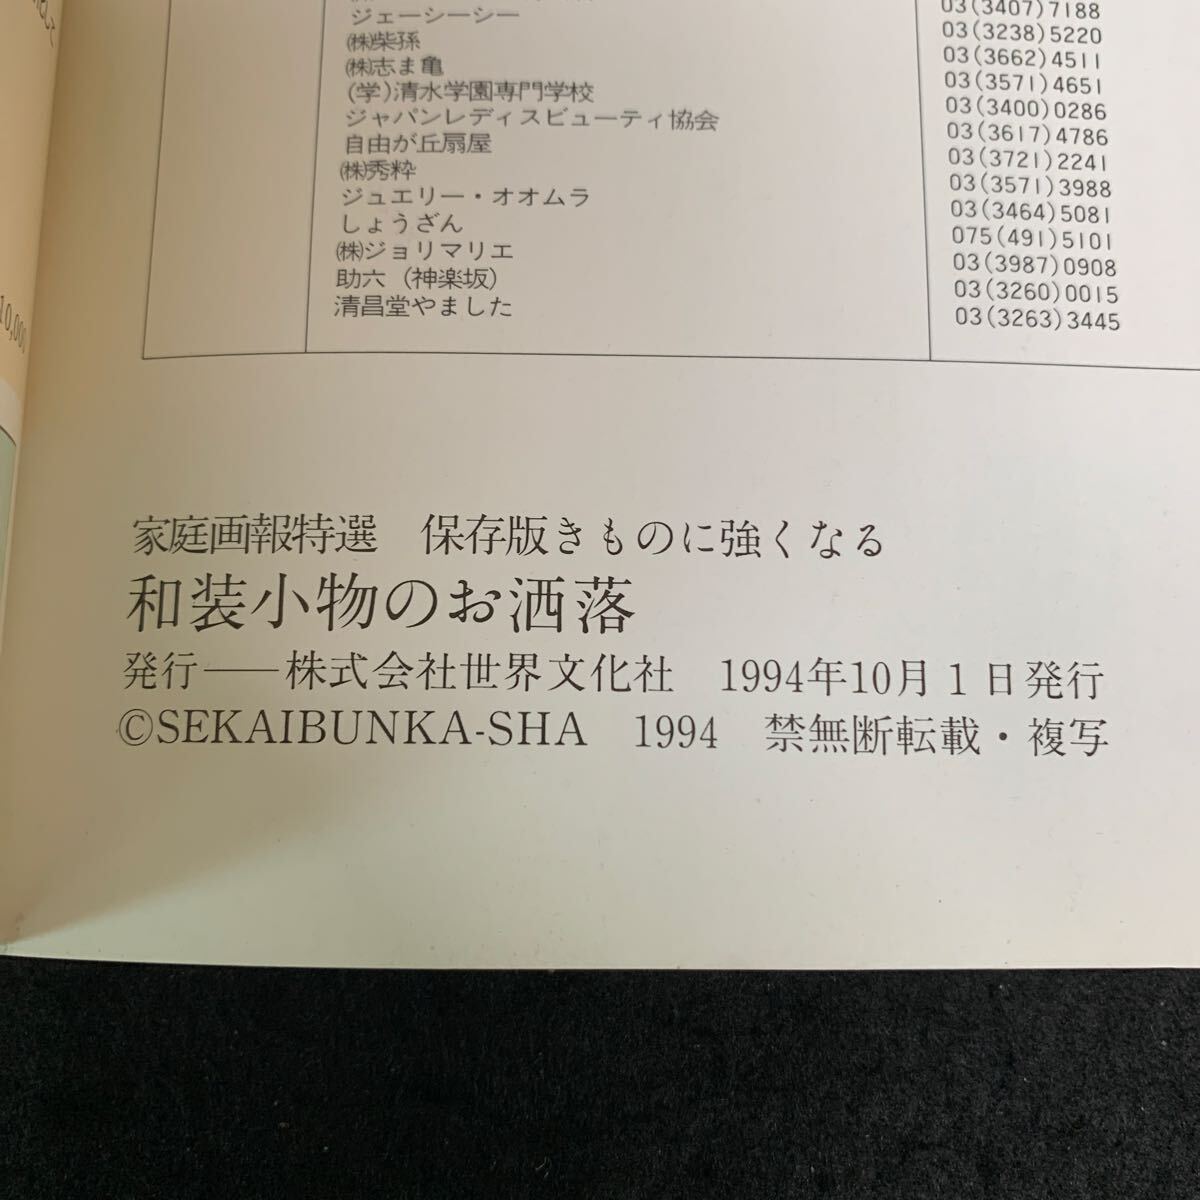 03(3407)7188
ジェーシーシー 03(3238)5220
㈱柴孫 03(3662)4511
㈱志ま亀 03(3571)4651
(学)清水学園専門学校 03(3400)0286
ジャパンレディスビューティ協会 03(3617)4786
自由が丘扇屋 03(3721)2241
㈱秀粋 03(3571)3988
ジュエリー・オオムラ 03(3464)5081
しょうざん 075(491)5101
㈱ジョリマリエ 03(3987)0908
助六（神楽坂） 03(3260)0015
清昌堂やました 03(3263)3445
10,000
家庭画報特選　保存版きものに強くなる
和装小物のお洒落
発行──株式会社世界文化社　1994年10月1日発行
©SEKAIBUNKA-SHA　1994　禁無断転載・複写